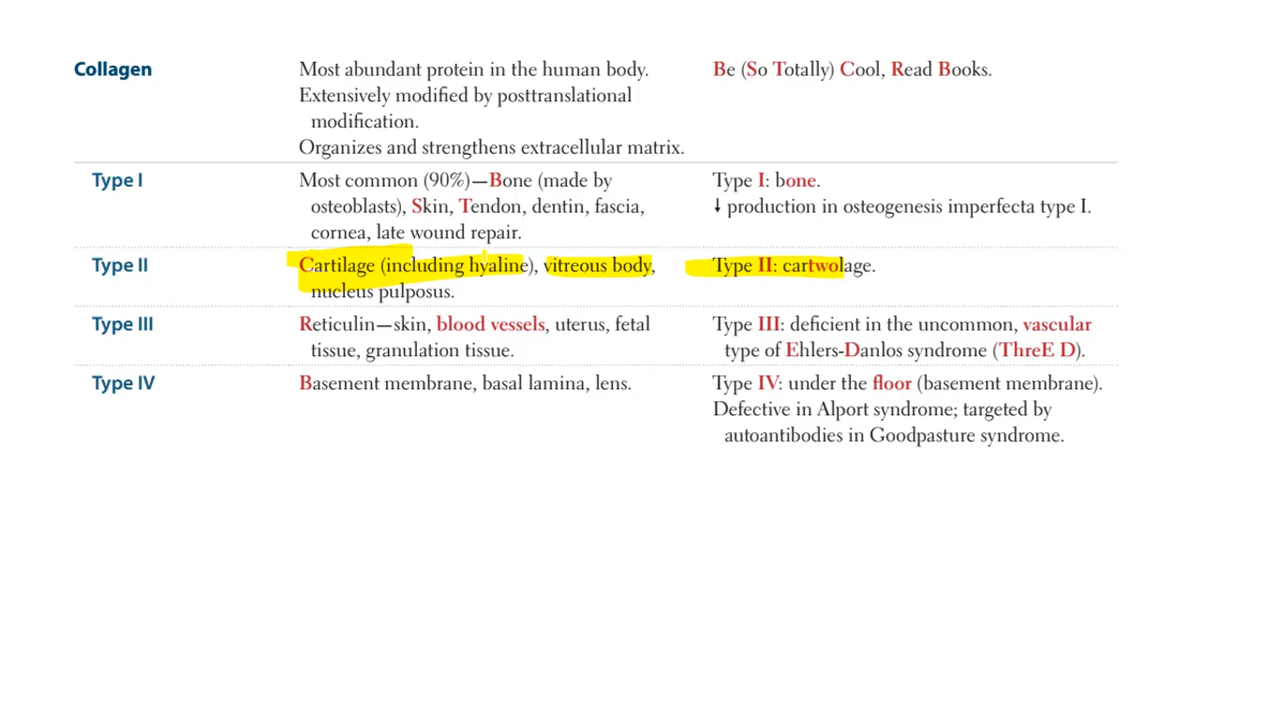 Collagen
Most abundant protein in the human body.
Extensively modified by posttranslational
modification.
Organizes and strengthens extracellular matrix.
Be (So Totally) Cool, Read Books.
Type I
Most common (90%)—Bone (made by
osteoblasts), Skin, Tendon, dentin, fascia,
cornea, late wound repair.
Type I: bone.
↓ production in osteogenesis imperfecta type I.
Type II
Cartilage (including hyaline), vitreous body,
nucleus pulposus.
Type II: cartwolage.
Type III
Reticulin—skin, blood vessels, uterus, fetal
tissue, granulation tissue.
Type III: deficient in the uncommon, vascular
type of Ehlers-Danlos syndrome (ThreE D).
Type IV
Basement membrane, basal lamina, lens.
Type IV: under the floor (basement membrane).
Defective in Alport syndrome; targeted by
autoantibodies in Goodpasture syndrome.